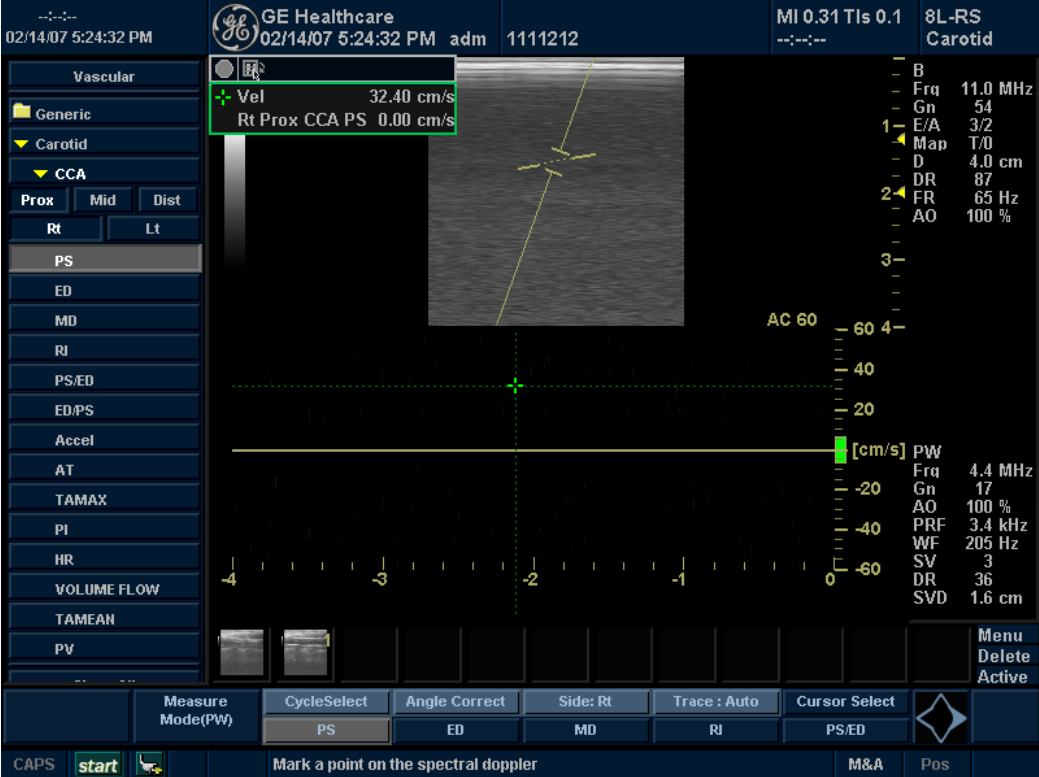 --:--:--
02/14/07 5:24:32 PM
GE Healthcare
02/14/07 5:24:32 PM adm 1111212
MI 0.31 TIs 0.1
--:--:--
8L-RS
Carotid
Vascular
Generic
Carotid
CCA
Prox Mid Dist
Rt Lt
PS
ED
MD
RI
PS/ED
ED/PS
Accel
AT
TAMAX
PI
HR
VOLUME FLOW
TAMEAN
PV
Vel 32.40 cm/s
Rt Prox CCA PS 0.00 cm/s
1
2
3
4
B
Frq 11.0 MHz
Gn 54
E/A 3/2
Map T/0
D 4.0 cm
DR 87
FR 65 Hz
AO 100 %
AC 60
60
40
20
[cm/s]
-20
-40
-60
-4 -3 -2 -1 0
PW
Frq 4.4 MHz
Gn 17
AO 100 %
PRF 3.4 kHz
WF 205 Hz
SV 3
DR 36
SVD 1.6 cm
1
Menu
Delete
Active
Measure
Mode(PW)
CycleSelect Angle Correct Side: Rt Trace : Auto Cursor Select
PS ED MD RI PS/ED
CAPS start Mark a point on the spectral doppler M&A Pos